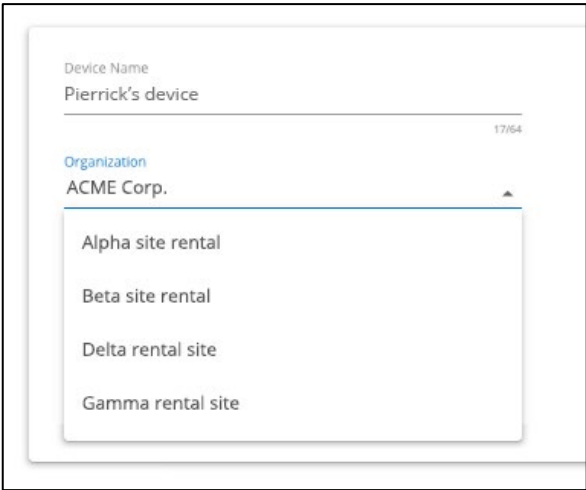 Device Name
Pierrick’s device
17/64
Organization
ACME Corp.
Alpha site rental
Beta site rental
Delta rental site
Gamma rental site